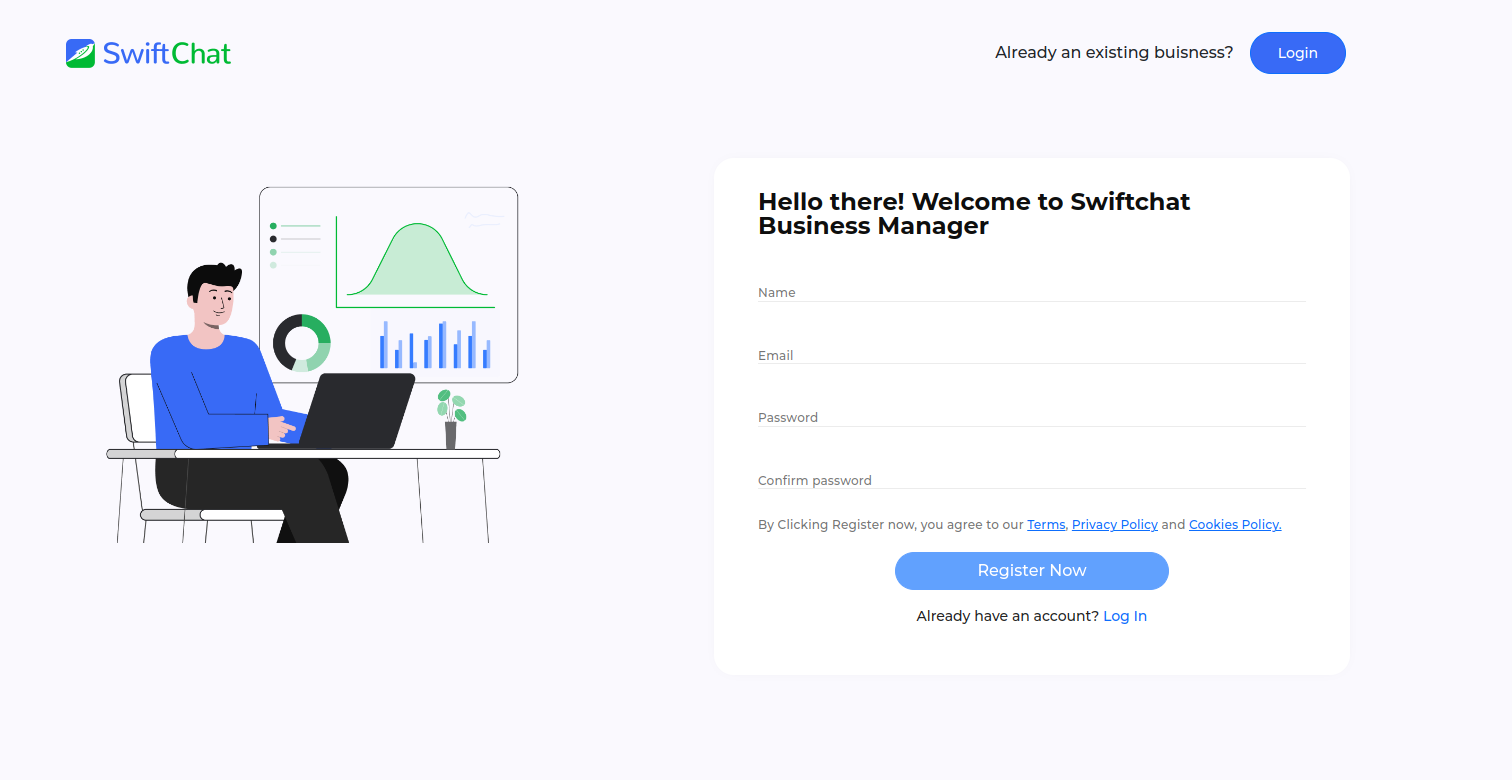 SwiftChat
Already an existing buisness?
Login
Hello there! Welcome to Swiftchat
Business Manager
Name
Email
Password
Confirm password
By Clicking Register now, you agree to our Terms, Privacy Policy and Cookies Policy.
Register Now
Already have an account? Log In